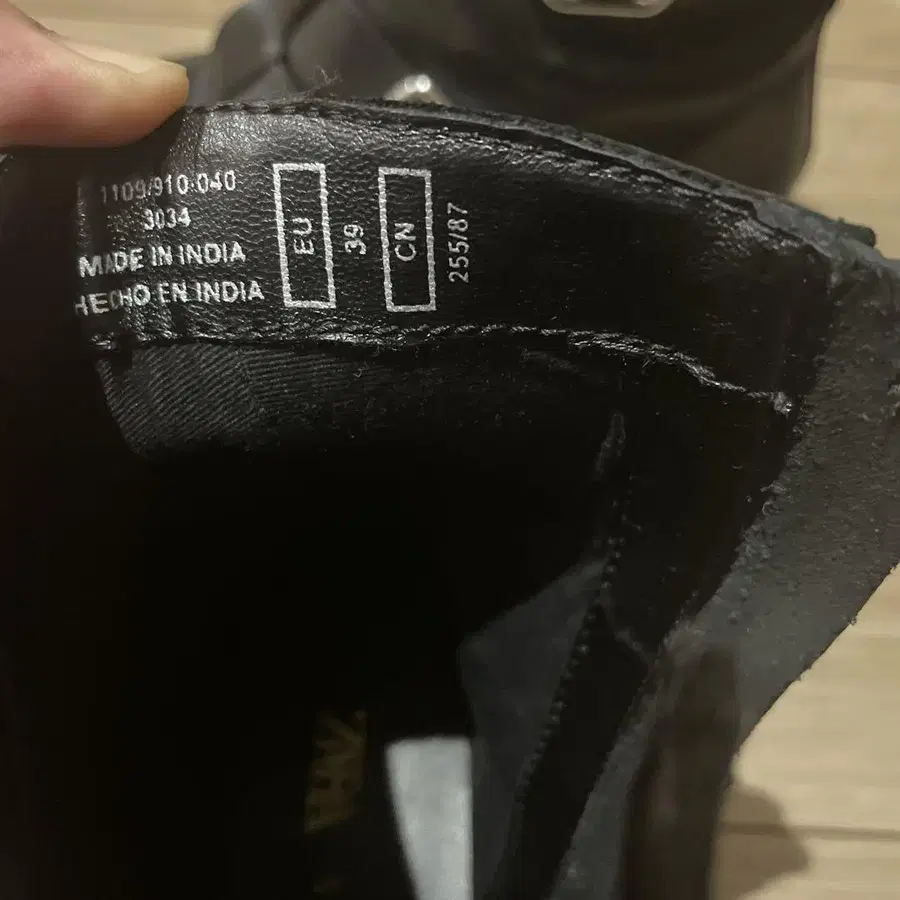 1109/910/040
3034
MADE IN INDIA
HECHO EN INDIA
EU
39
CN
255/87